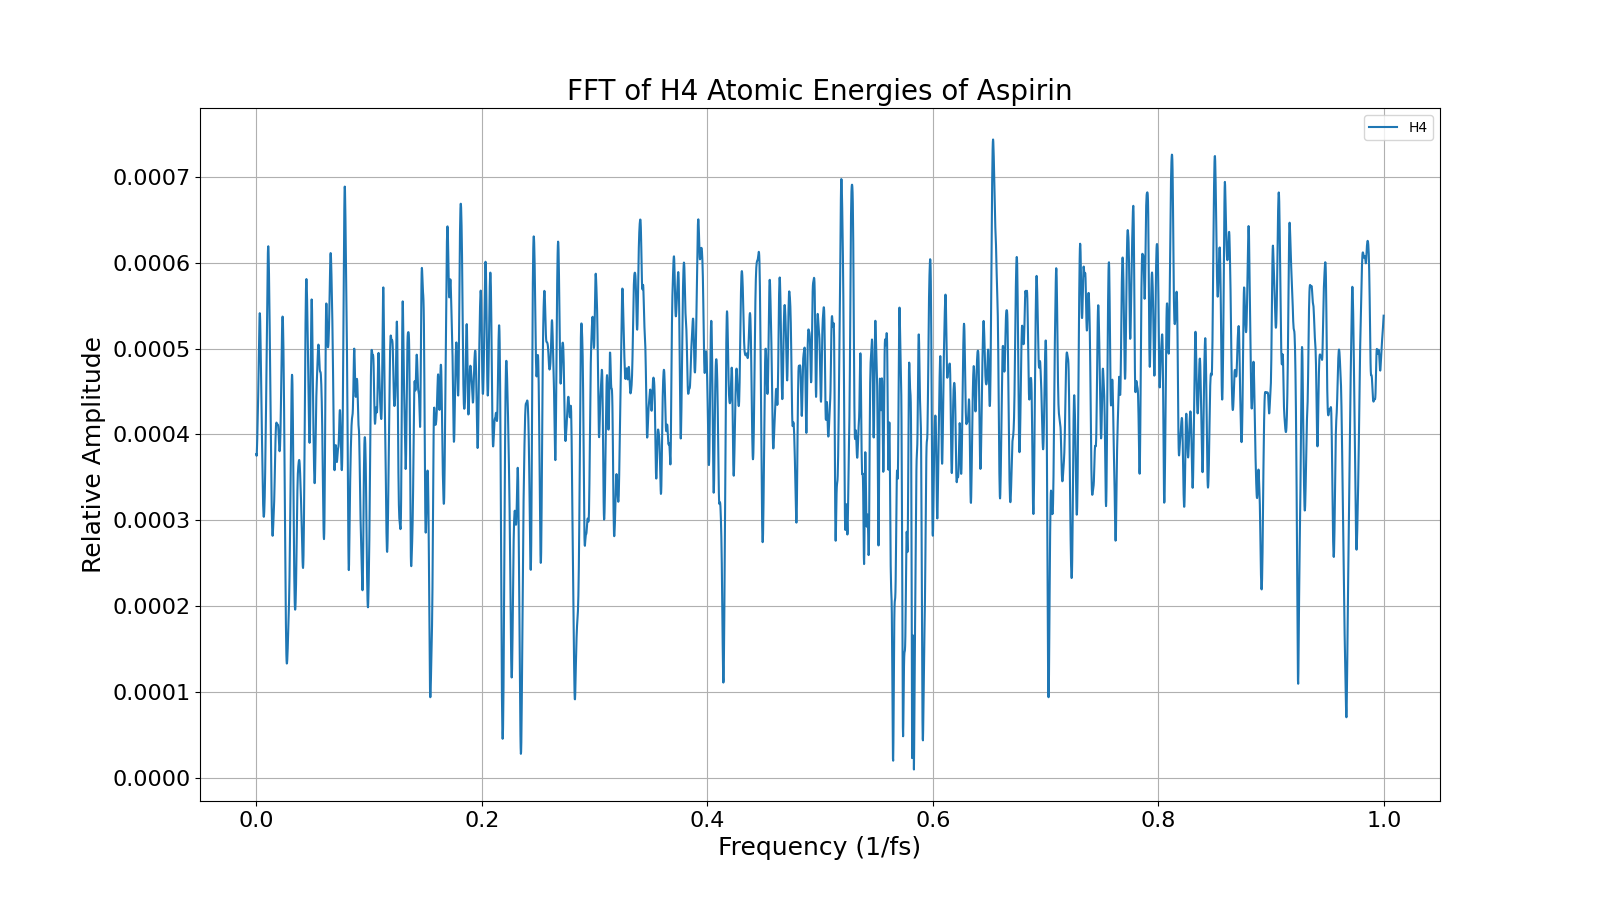 FFT of H4 Atomic Energies of Aspirin
H4
Relative Amplitude
0.0007
0.0006
0.0005
0.0004
0.0003
0.0002
0.0001
0.0000
0.0 0.2 0.4 0.6 0.8 1.0
Frequency (1/fs)